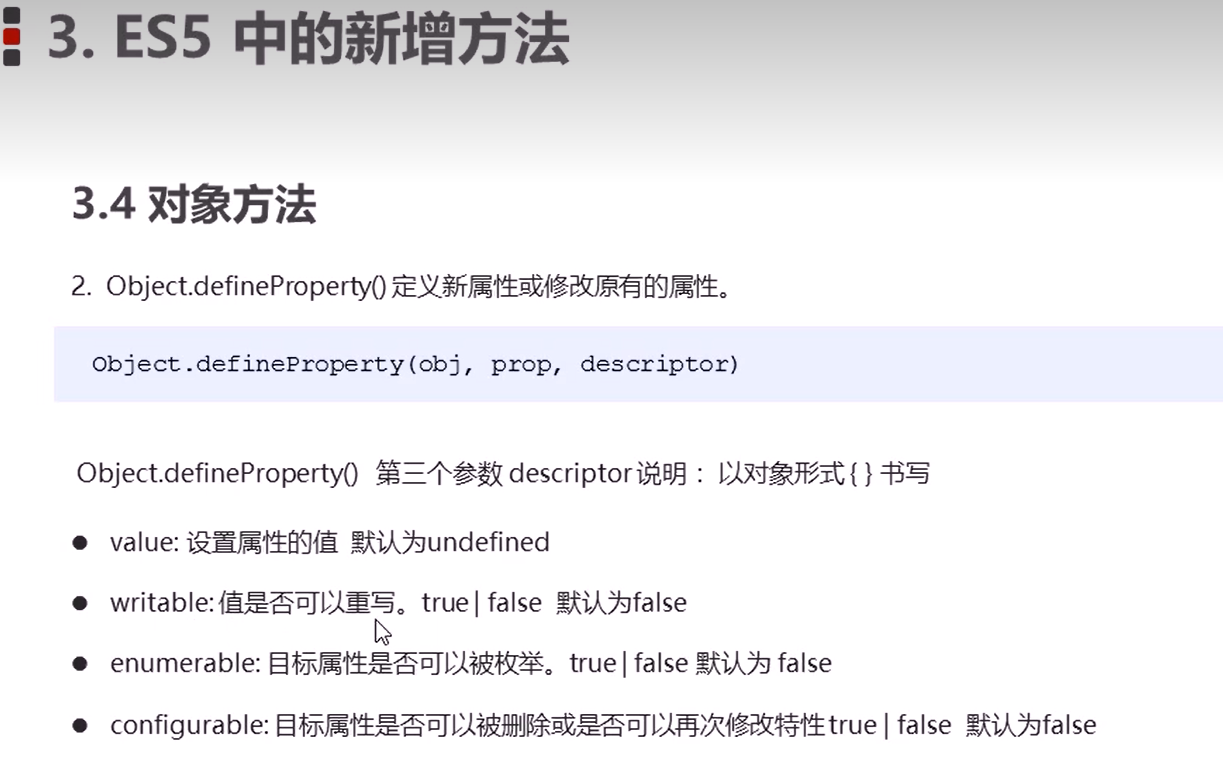 3. ES5 中的新增方法
3.4 对象方法
2. Object.defineProperty() 定义新属性或修改原有的属性。
Object.defineProperty(obj, prop, descriptor)
Object.defineProperty() 第三个参数 descriptor 说明： 以对象形式 { } 书写
● value: 设置属性的值 默认为undefined
● writable: 值是否可以重写。true | false 默认为false
● enumerable: 目标属性是否可以被枚举。true | false 默认为 false
● configurable: 目标属性是否可以被删除或是否可以再次修改特性 true | false 默认为false